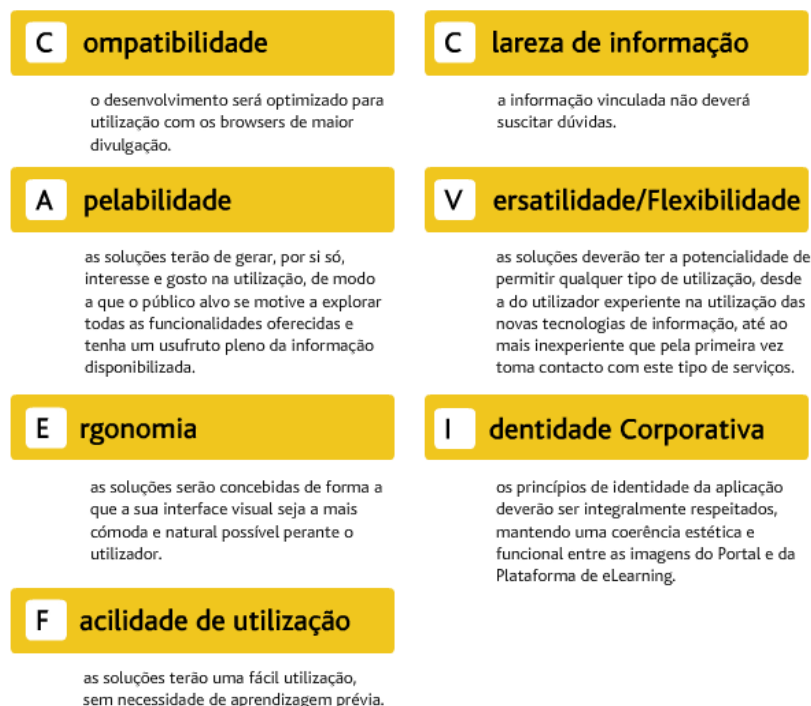 Compatibilidade
o desenvolvimento será optimizado para
utilização com os browsers de maior
divulgação.
Apelabilidade
as soluções terão de gerar, por si só,
interesse e gosto na utilização, de modo
a que o público alvo se motive a explorar
todas as funcionalidades oferecidas e
tenha um usufruto pleno da informação
disponibilizada.
Ergonomia
as soluções serão concebidas de forma a
que a sua interface visual seja a mais
cómoda e natural possível perante o
utilizador.
Facilidade de utilização
as soluções terão uma fácil utilização,
sem necessidade de aprendizagem prévia.
Clareza de informação
a informação vinculada não deverá
suscitar dúvidas.
Versatilidade/Flexibilidade
as soluções deverão ter a potencialidade de
permitir qualquer tipo de utilização, desde
a do utilizador experiente na utilização das
novas tecnologias de informação, até ao
mais inexperiente que pela primeira vez
toma contacto com este tipo de serviços.
Identidade Corporativa
os princípios de identidade da aplicação
deverão ser integralmente respeitados,
mantendo uma coerência estética e
funcional entre as imagens do Portal e da
Plataforma de eLearning.